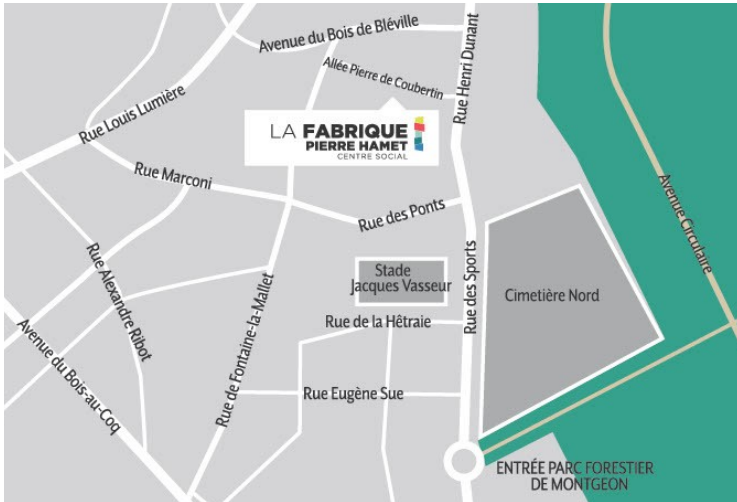 Avenue du Bois de Bléville
Allée Pierre de Coubertin
Rue Henri Dunant
Rue Louis Lumière
LA FABRIQUE
PIERRE HAMET
CENTRE SOCIAL
Rue Marconi
Rue des Ponts
Avenue Circulaire
Rue Alexandre Ribot
Stade
Jacques Vasseur
Rue des Sports
Cimetière Nord
Rue de Fontaine-la-Mallet
Rue de la Hêtraie
Avenue du Bois-au-Coq
Rue Eugène Sue
ENTRÉE PARC FORESTIER
DE MONTGEON